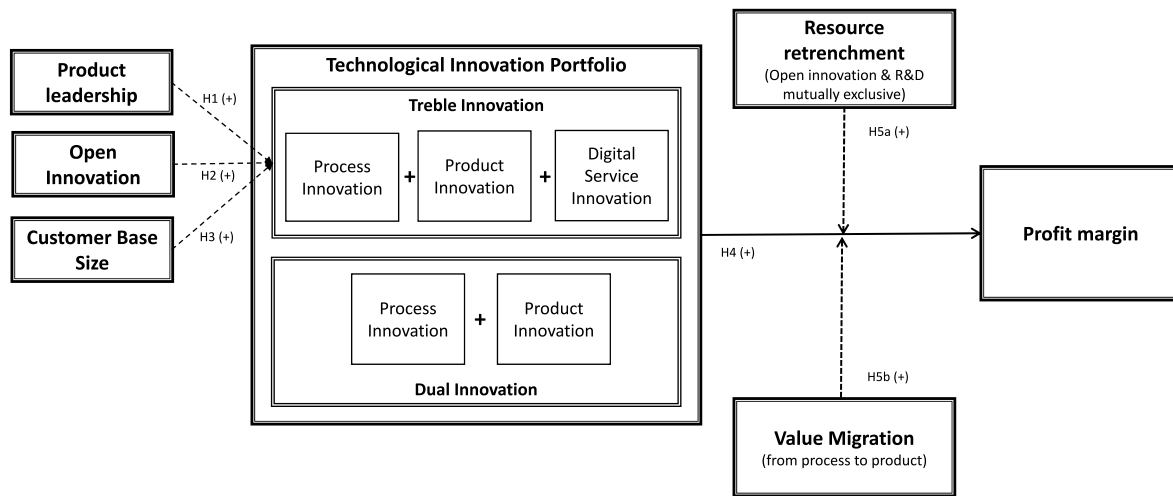 Product
leadership
Open
Innovation
Customer Base
Size
H1 (+)
H2 (+)
H3 (+)
Technological Innovation Portfolio
Treble Innovation
Process
Innovation
+
Product
Innovation
+
Digital
Service
Innovation
Process
Innovation
+
Product
Innovation
Dual Innovation
H4 (+)
Resource
retrenchment
(Open innovation & R&D
mutually exclusive)
H5a (+)
H5b (+)
Value Migration
(from process to product)
Profit margin